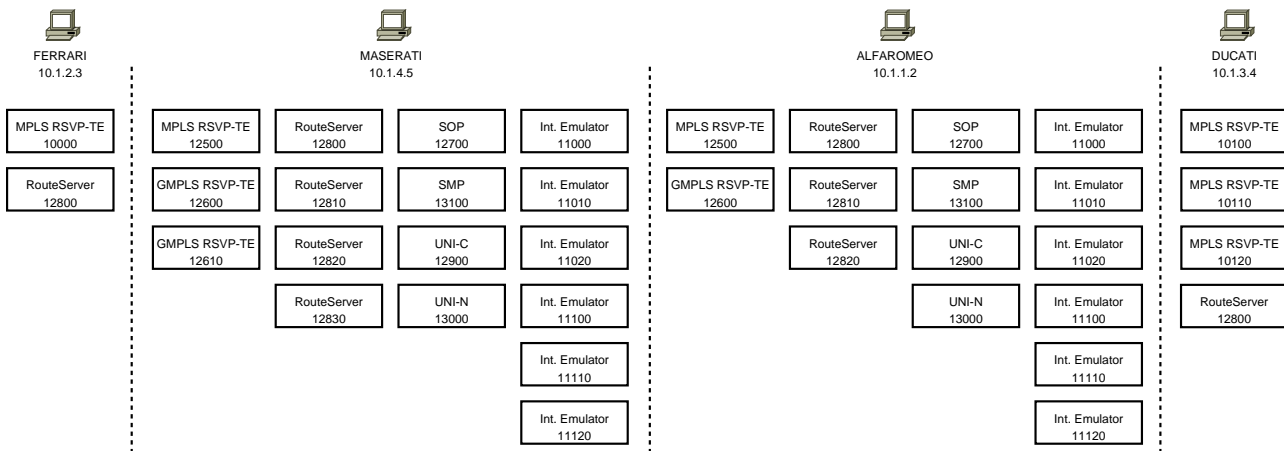 FERRARI
10.1.2.3
MASERATI
10.1.4.5
ALFAROMEO
10.1.1.2
DUCATI
10.1.3.4
MPLS RSVP-TE
10000
RouteServer
12800
MPLS RSVP-TE
12500
GMPLS RSVP-TE
12600
GMPLS RSVP-TE
12610
RouteServer
12800
RouteServer
12810
RouteServer
12820
RouteServer
12830
SOP
12700
SMP
13100
UNI-C
12900
UNI-N
13000
Int. Emulator
11000
Int. Emulator
11010
Int. Emulator
11020
Int. Emulator
11100
Int. Emulator
11110
Int. Emulator
11120
MPLS RSVP-TE
12500
GMPLS RSVP-TE
12600
RouteServer
12800
RouteServer
12810
RouteServer
12820
SOP
12700
SMP
13100
UNI-C
12900
UNI-N
13000
Int. Emulator
11000
Int. Emulator
11010
Int. Emulator
11020
Int. Emulator
11100
Int. Emulator
11110
Int. Emulator
11120
MPLS RSVP-TE
10100
MPLS RSVP-TE
10110
MPLS RSVP-TE
10120
RouteServer
12800